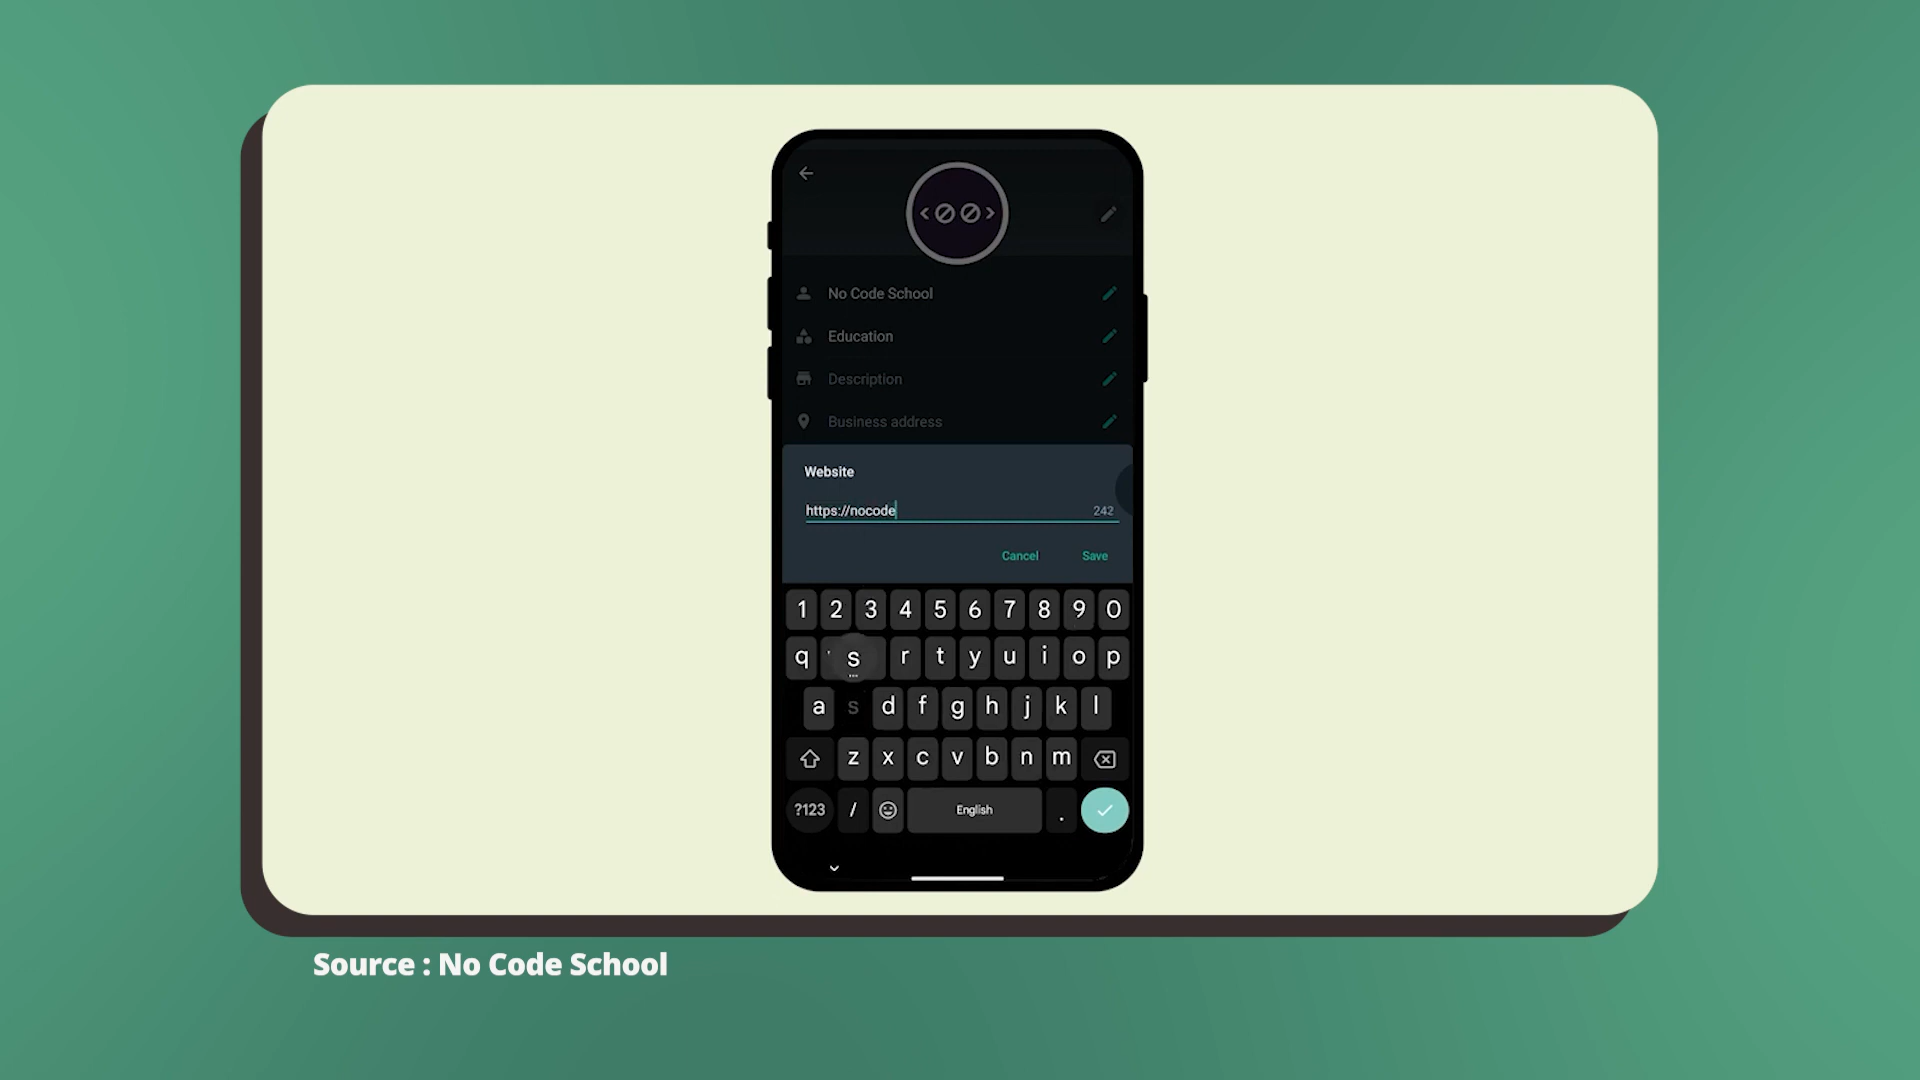 <00>
No Code School
Education
Description
Business address
Website
https://nocode
242
Cancel Save
1 2 3 4 5 6 7 8 9 0
q s r t y u i o p
a s d f g h j k l
z x c v b n m
?123 / English .
Source : No Code School